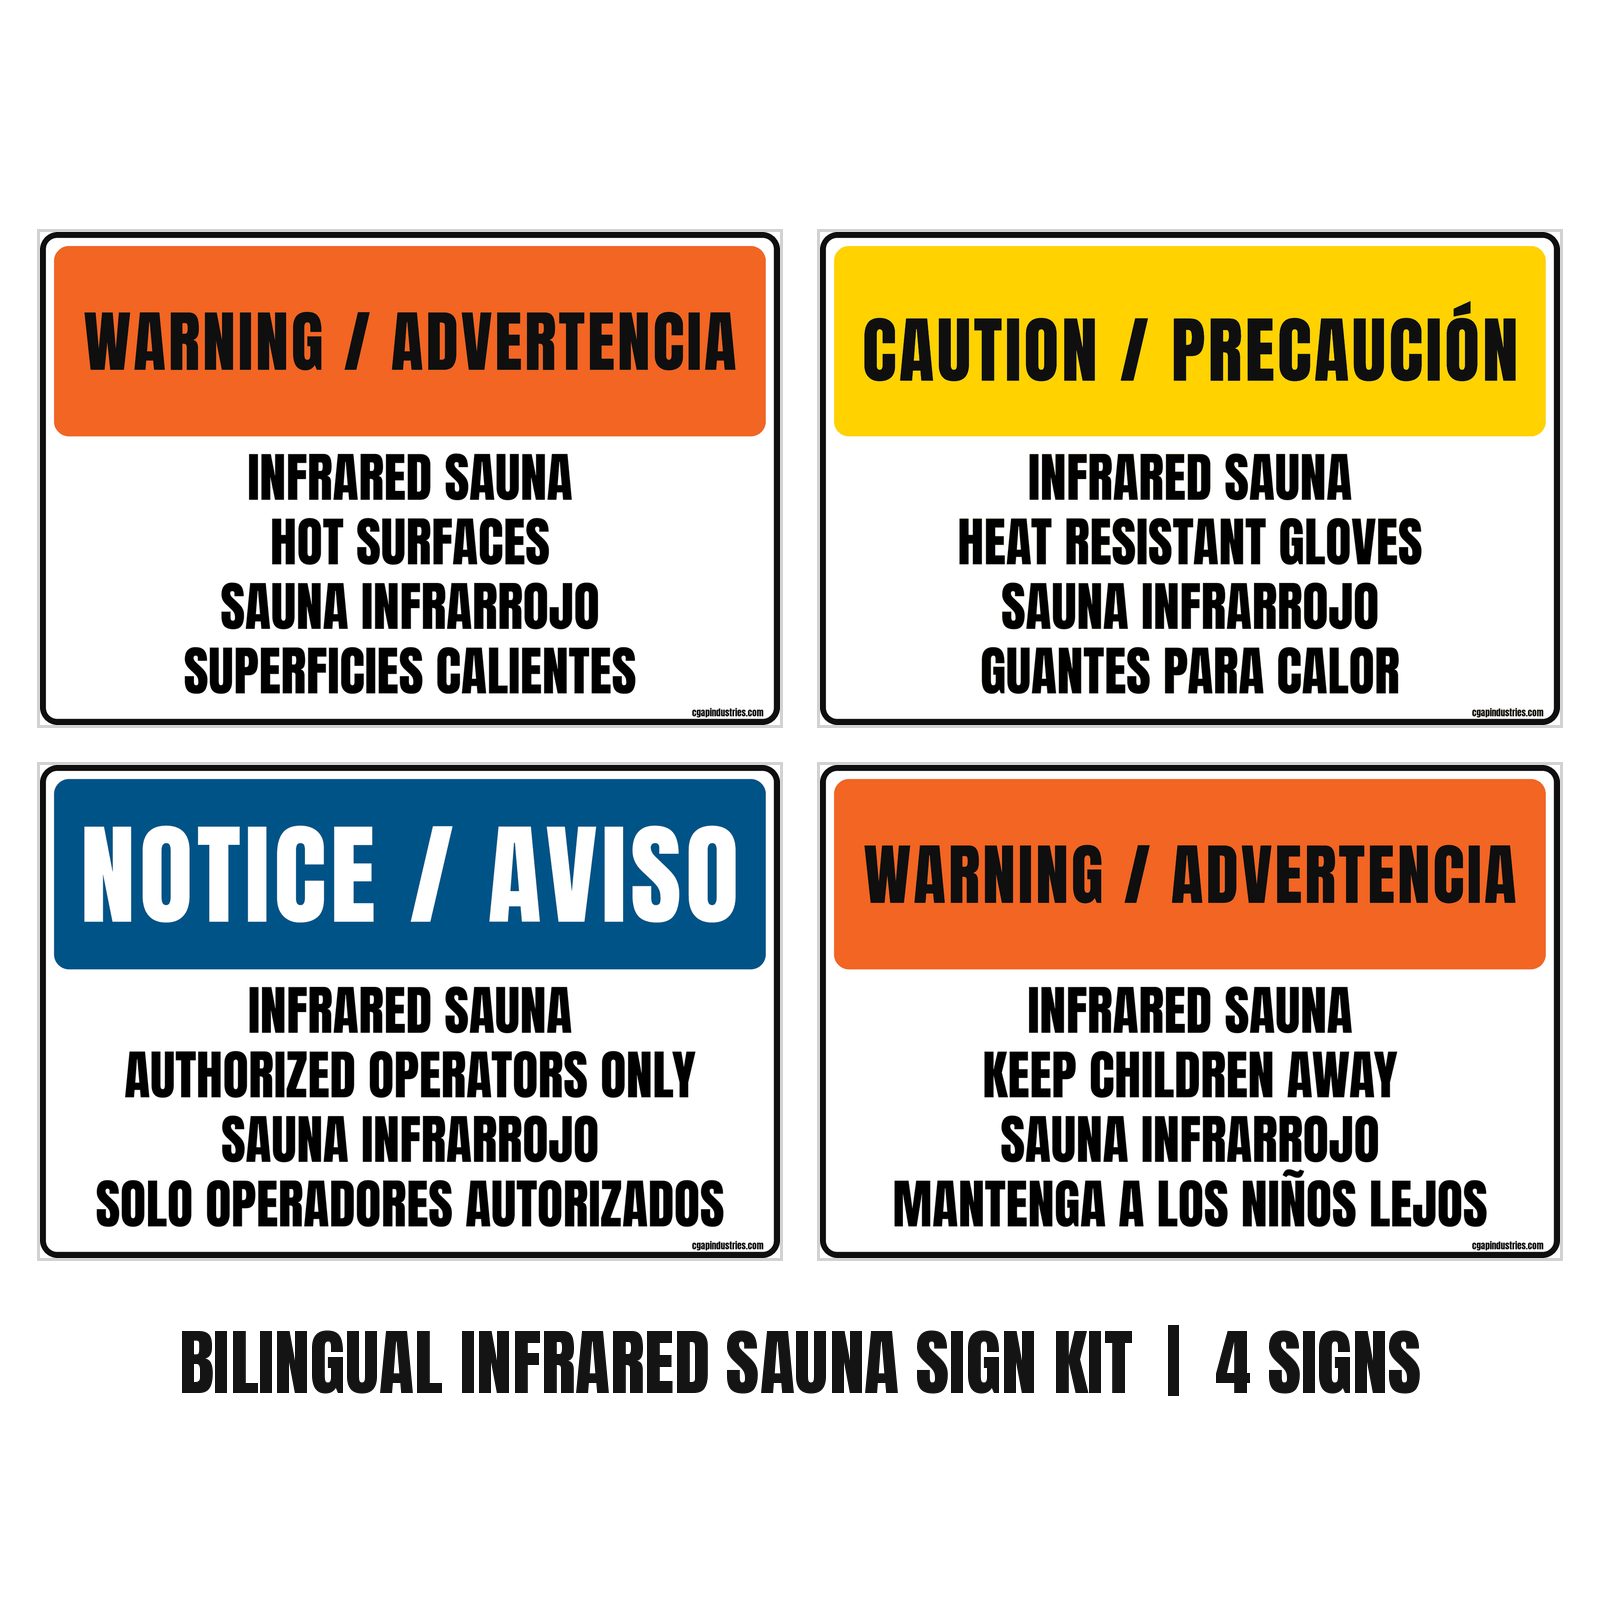 WARNING / ADVERTENCIA
INFRARED SAUNA
HOT SURFACES
SAUNA INFRARROJO
SUPERFICIES CALIENTES
cgapindustries.com
CAUTION / PRECAUCIÓN
INFRARED SAUNA
HEAT RESISTANT GLOVES
SAUNA INFRARROJO
GUANTES PARA CALOR
cgapindustries.com
NOTICE / AVISO
INFRARED SAUNA
AUTHORIZED OPERATORS ONLY
SAUNA INFRARROJO
SOLO OPERADORES AUTORIZADOS
cgapindustries.com
WARNING / ADVERTENCIA
INFRARED SAUNA
KEEP CHILDREN AWAY
SAUNA INFRARROJO
MANTENGA A LOS NIÑOS LEJOS
cgapindustries.com
BILINGUAL INFRARED SAUNA SIGN KIT | 4 SIGNS